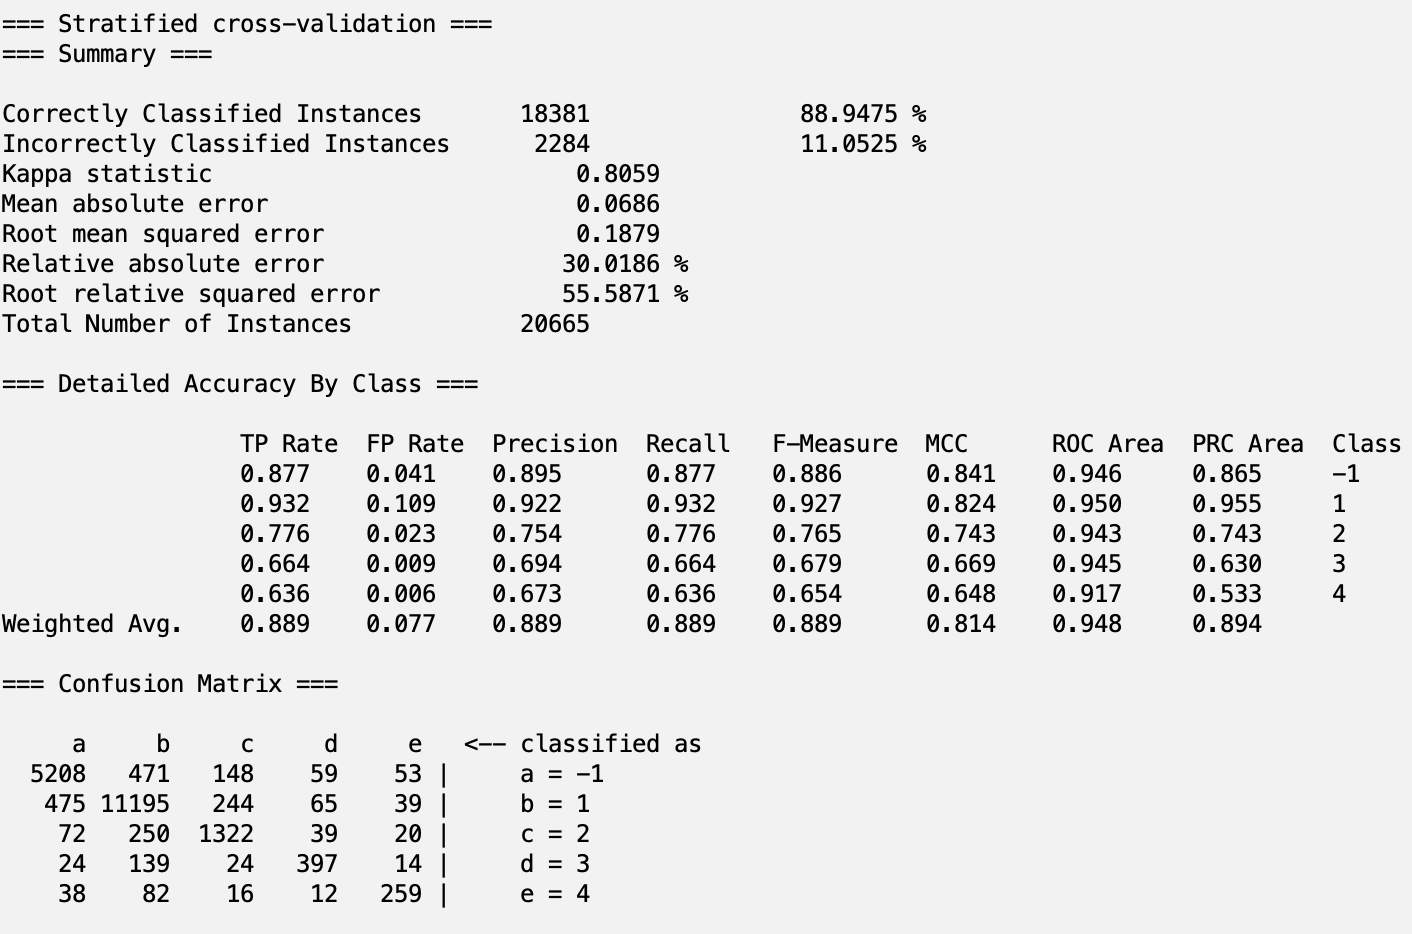 === Stratified cross-validation ===
=== Summary ===
Correctly Classified Instances       18381               88.9475 %
Incorrectly Classified Instances      2284               11.0525 %
Kappa statistic                          0.8059
Mean absolute error                      0.0686
Root mean squared error                  0.1879
Relative absolute error                 30.0186 %
Root relative squared error             55.5871 %
Total Number of Instances            20665
=== Detailed Accuracy By Class ===
                 TP Rate  FP Rate  Precision  Recall   F-Measure  MCC      ROC Area  PRC Area  Class
                 0.877    0.041    0.895      0.877    0.886      0.841    0.946     0.865     -1
                 0.932    0.109    0.922      0.932    0.927      0.824    0.950     0.955     1
                 0.776    0.023    0.754      0.776    0.765      0.743    0.943     0.743     2
                 0.664    0.009    0.694      0.664    0.679      0.669    0.945     0.630     3
                 0.636    0.006    0.673      0.636    0.654      0.648    0.917     0.533     4
Weighted Avg.    0.889    0.077    0.889      0.889    0.889      0.814    0.948     0.894
=== Confusion Matrix ===
     a     b     c     d     e   <-- classified as
  5208   471   148    59    53 |     a = -1
   475 11195   244    65    39 |     b = 1
    72   250  1322    39    20 |     c = 2
    24   139    24   397    14 |     d = 3
    38    82    16    12   259 |     e = 4